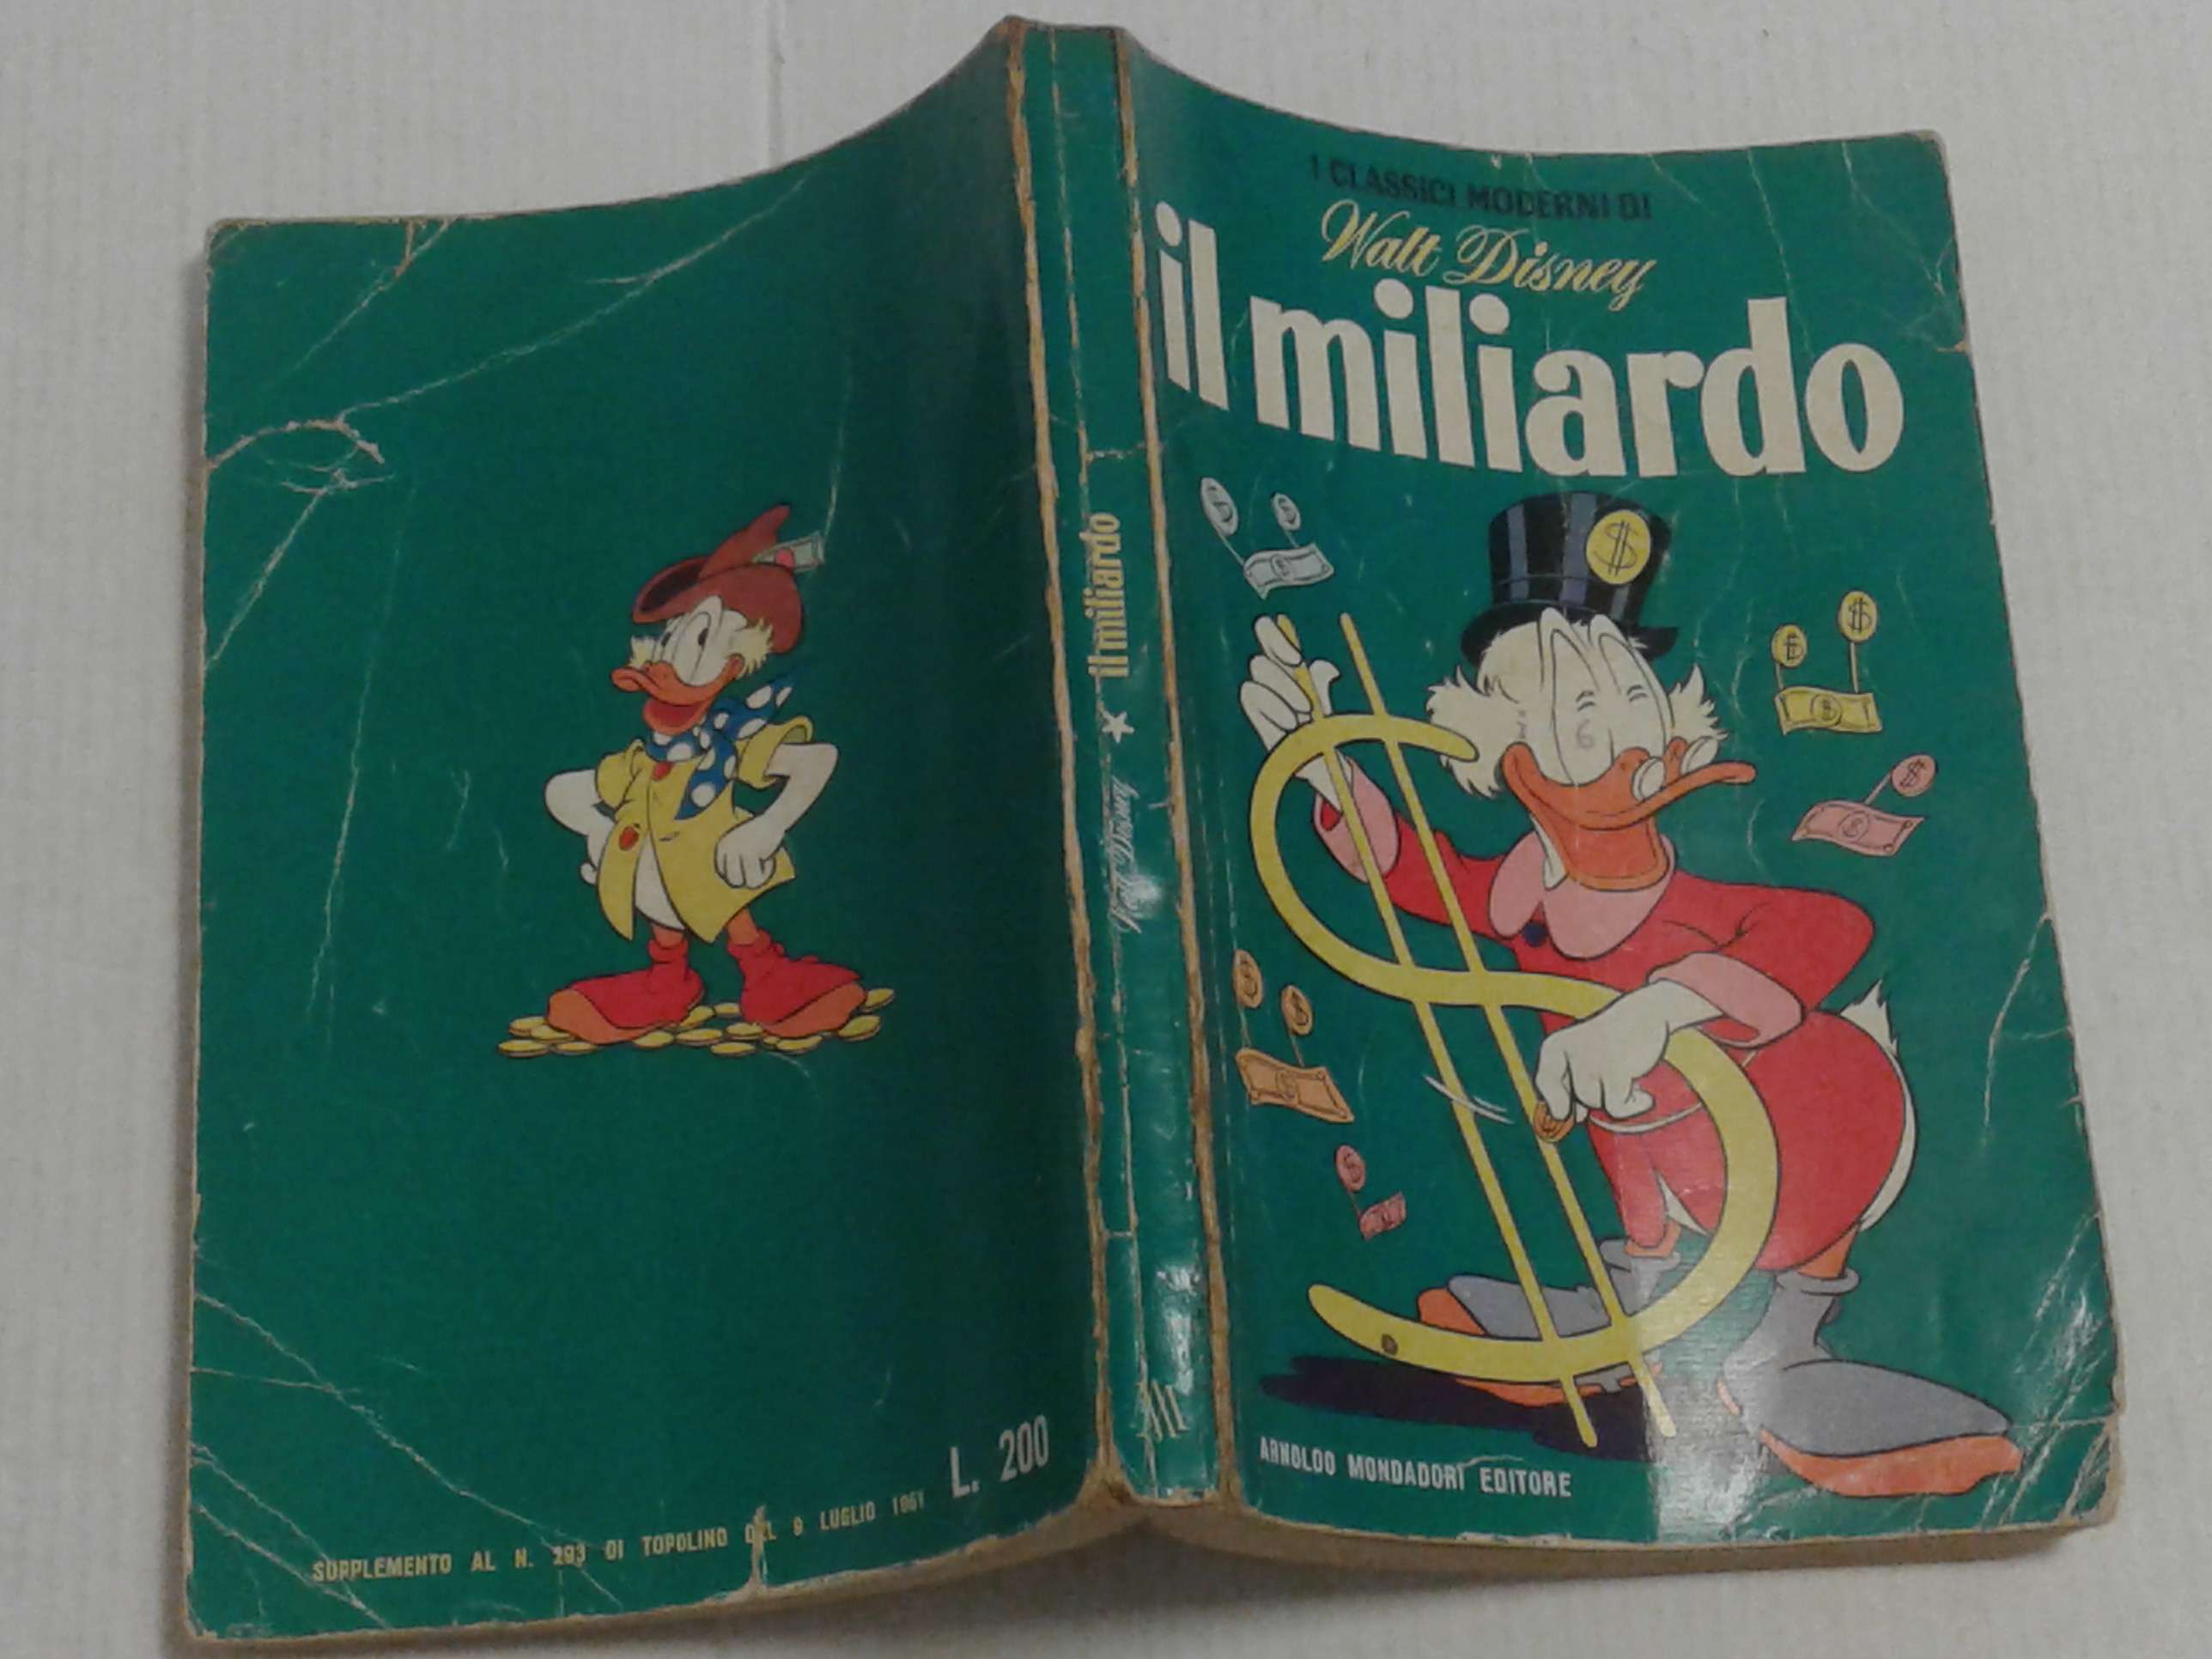 I CLASSICI MODERNI DI
Walt Disney
il miliardo
ARNOLDO MONDADORI EDITORE
il miliardo
Walt Disney
L. 200
SUPPLEMENTO AL N. 293 DI TOPOLINO DEL 9 LUGLIO 1961
$
6